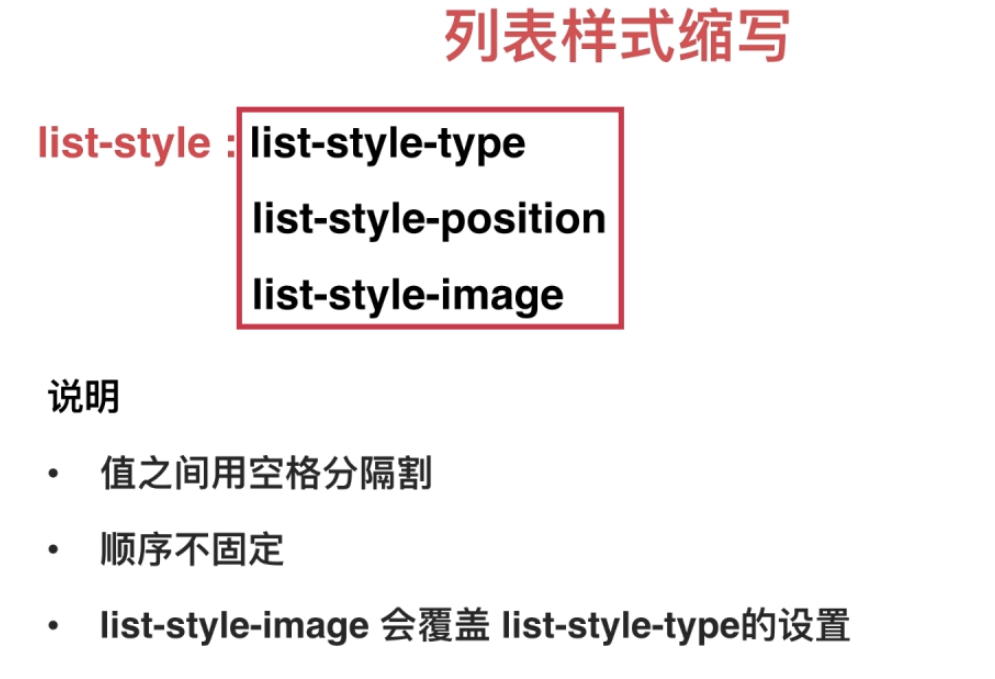 列表样式缩写
list-style : list-style-type
list-style-position
list-style-image
说明
• 值之间用空格分隔割
• 顺序不固定
• list-style-image 会覆盖 list-style-type的设置